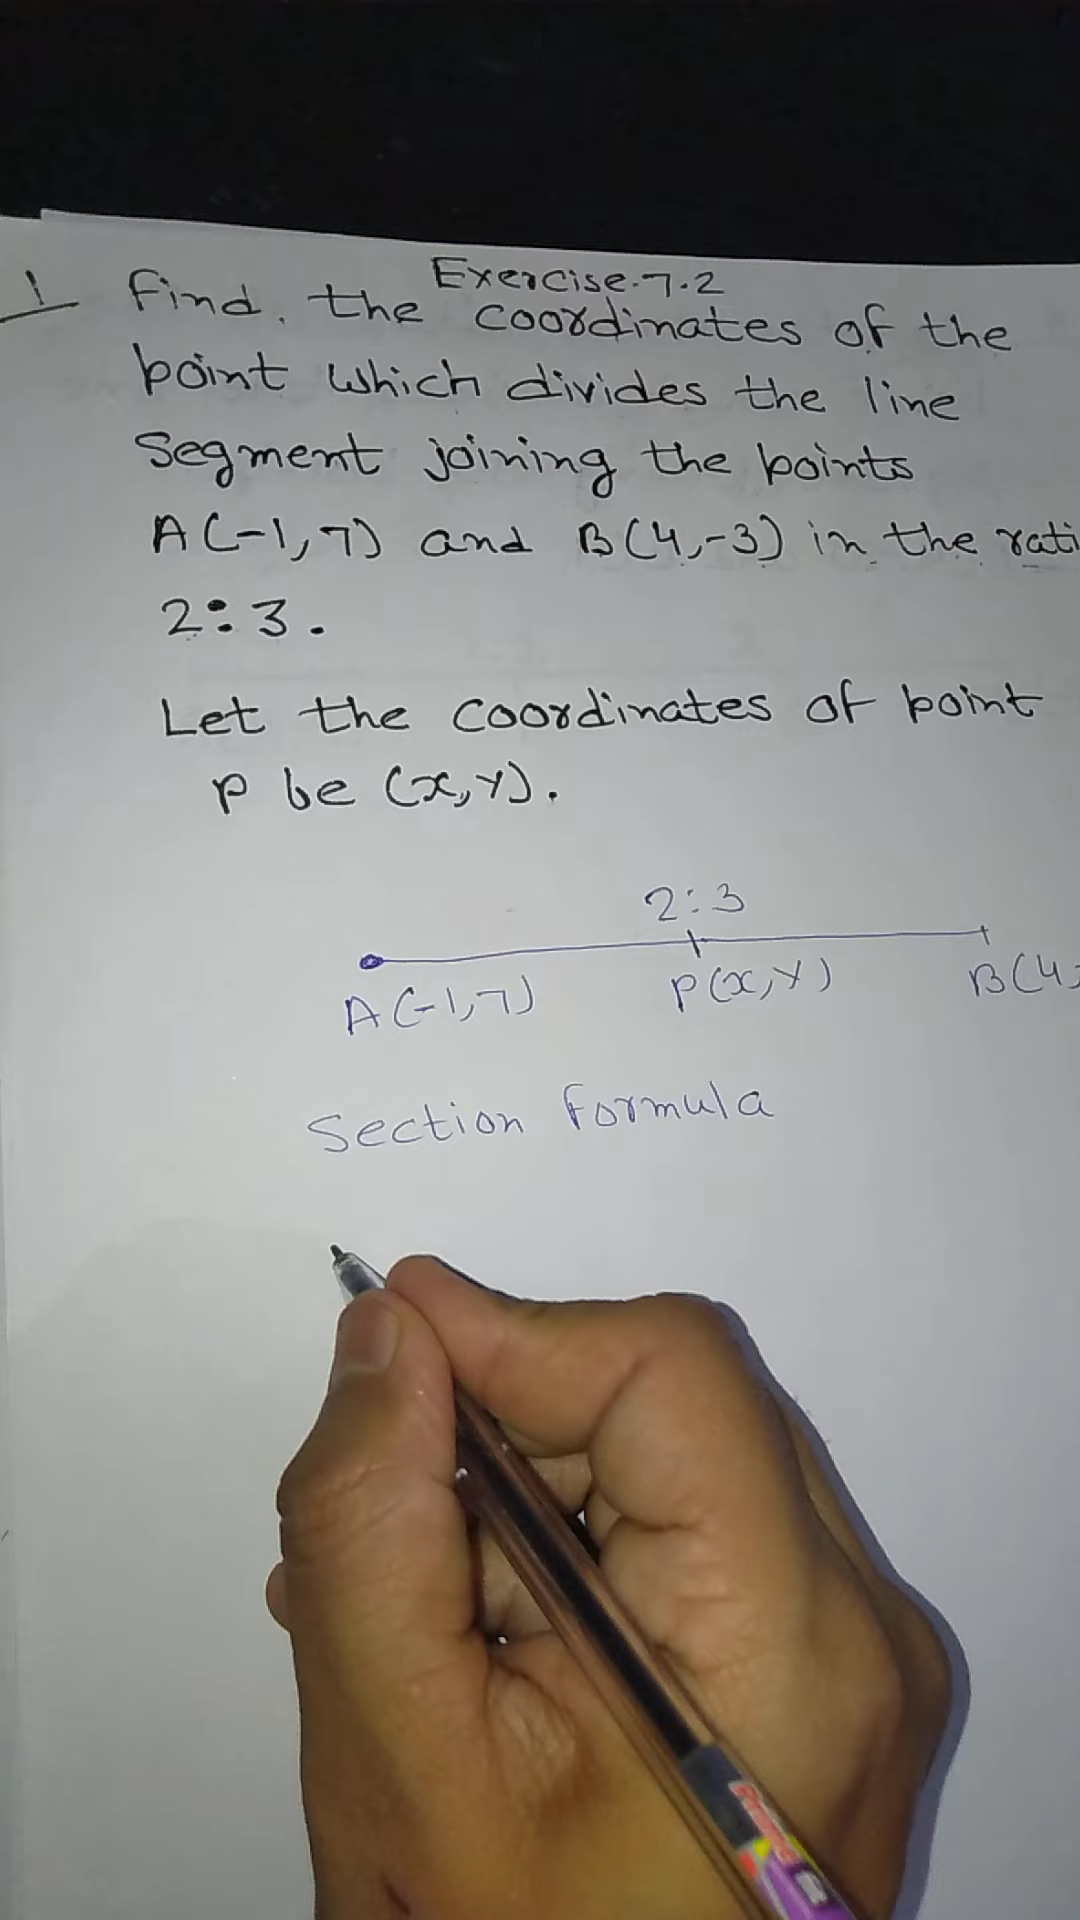 Exercise.7.2
1 find. the coordinates of the
point which divides the line
segment joining the points
A(-1,7) and B(4,-3) in the rati
2:3.
Let the coordinates of point
P be (x,y).
2:3
A(-1,7) P(x,y) B(4,
Section formula